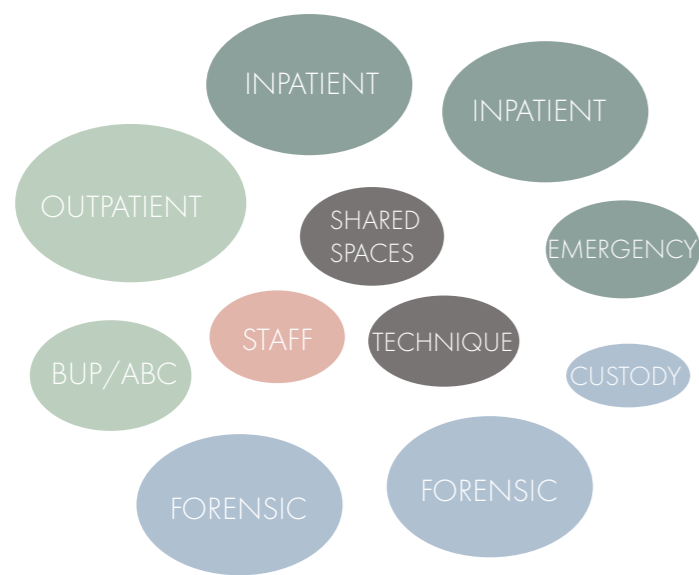 INPATIENT
INPATIENT
OUTPATIENT
SHARED
SPACES
EMERGENCY
STAFF
TECHNIQUE
BUP/ABC
CUSTODY
FORENSIC
FORENSIC